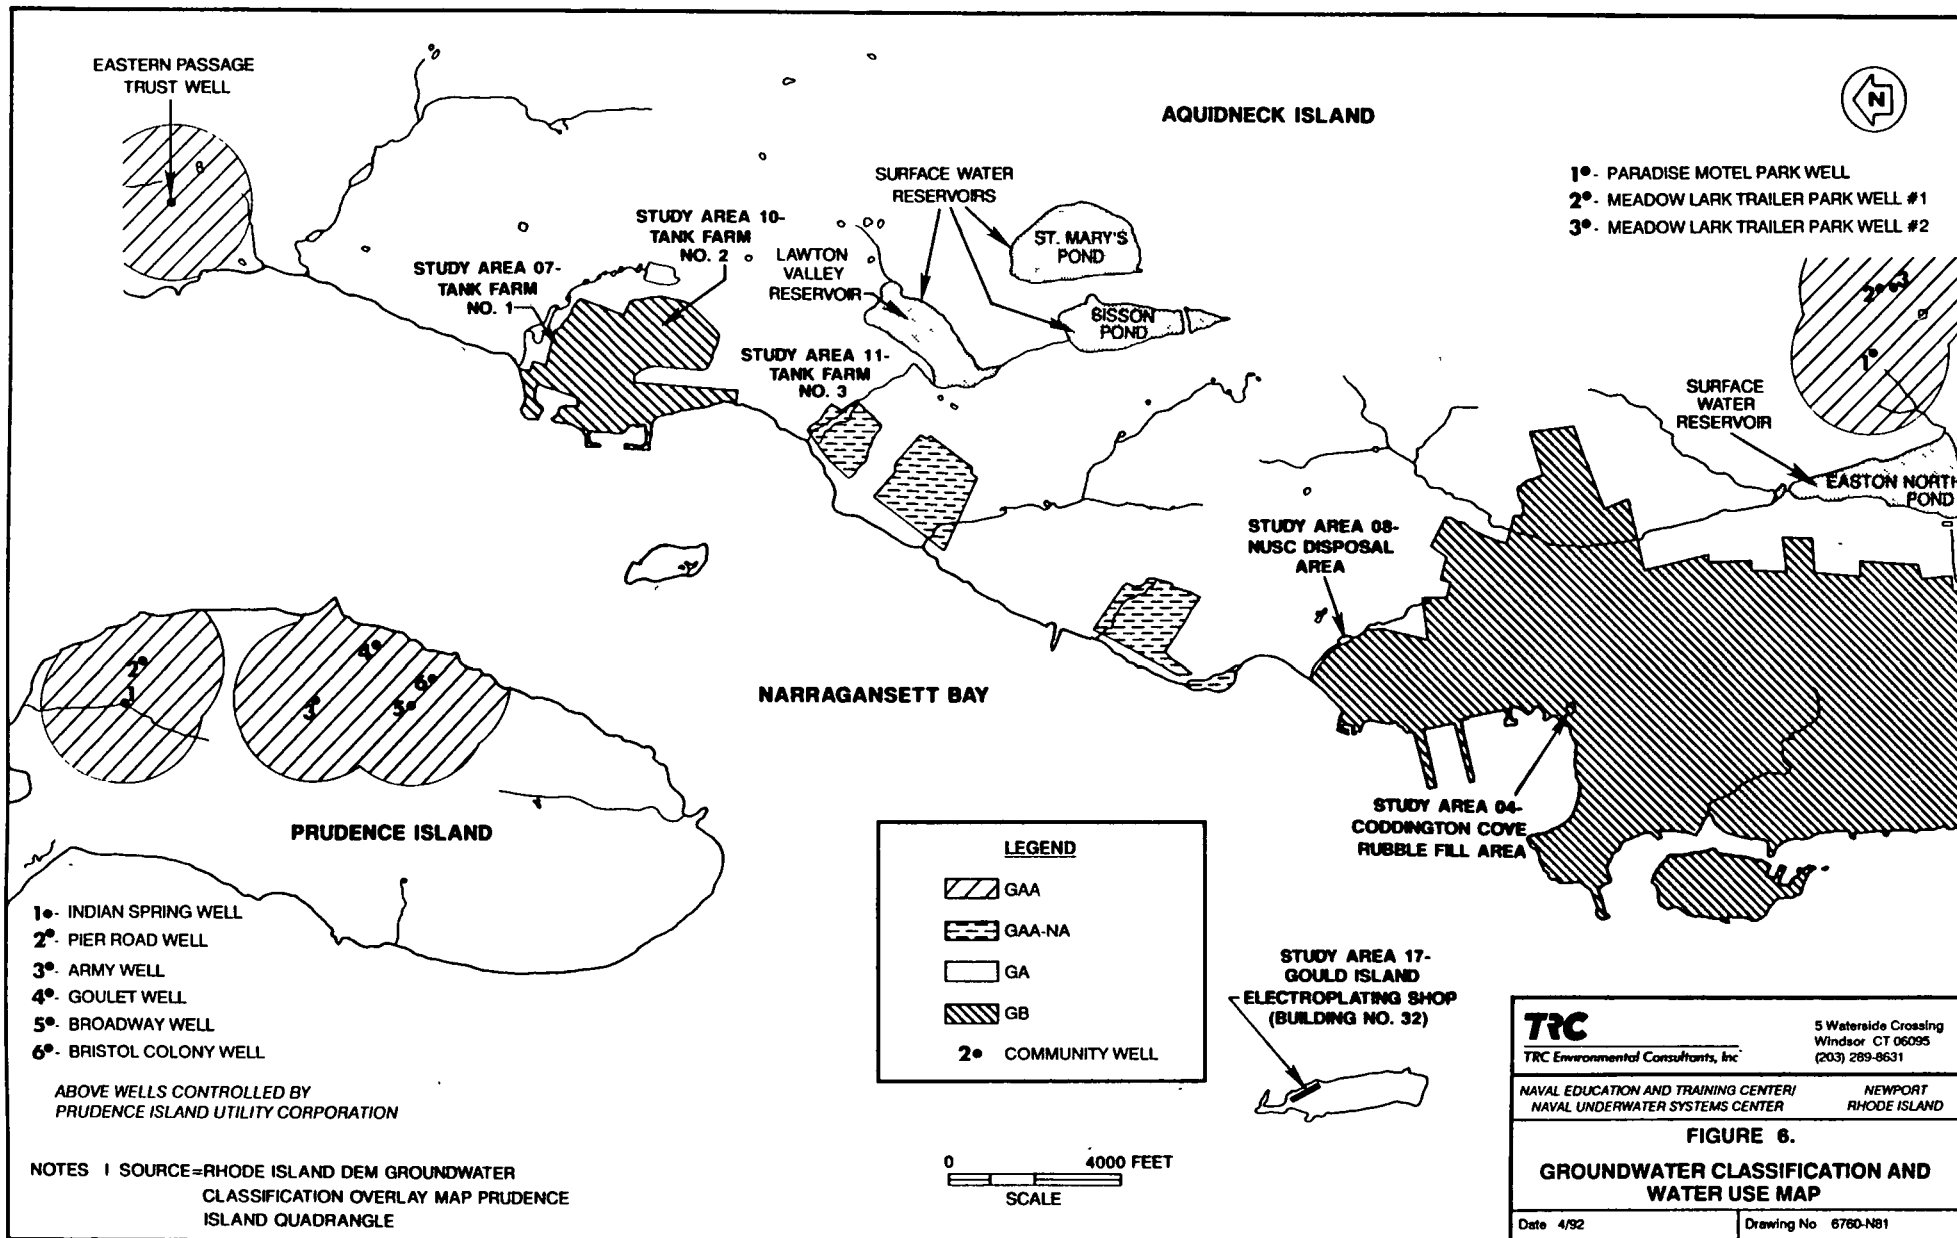 EASTERN PASSAGE
TRUST WELL
AQUIDNECK ISLAND
N
1•- PARADISE MOTEL PARK WELL
2•- MEADOW LARK TRAILER PARK WELL #1
3•- MEADOW LARK TRAILER PARK WELL #2
SURFACE WATER
RESERVOIRS
STUDY AREA 10-
TANK FARM
NO. 2
ST. MARY'S
POND
LAWTON
VALLEY
RESERVOIR
STUDY AREA 07-
TANK FARM
NO. 1
BISSON
POND
2• •3
1•
STUDY AREA 11-
TANK FARM
NO. 3
SURFACE
WATER
RESERVOIR
EASTON NORTH
POND
STUDY AREA 08-
NUSC DISPOSAL
AREA
2•
1
4•
6•
3•
5•
NARRAGANSETT BAY
PRUDENCE ISLAND
STUDY AREA 04-
CODDINGTON COVE
RUBBLE FILL AREA
LEGEND
GAA
GAA-NA
GA
GB
2• COMMUNITY WELL
1•- INDIAN SPRING WELL
2•- PIER ROAD WELL
3•- ARMY WELL
4•- GOULET WELL
5•- BROADWAY WELL
6•- BRISTOL COLONY WELL
ABOVE WELLS CONTROLLED BY
PRUDENCE ISLAND UTILITY CORPORATION
STUDY AREA 17-
GOULD ISLAND
ELECTROPLATING SHOP
(BUILDING NO. 32)
NOTES 1 SOURCE=RHODE ISLAND DEM GROUNDWATER
CLASSIFICATION OVERLAY MAP PRUDENCE
ISLAND QUADRANGLE
0 4000 FEET
SCALE
TRC
TRC Environmental Consultants, Inc
5 Waterside Crossing
Windsor CT 06095
(203) 289-8631
NAVAL EDUCATION AND TRAINING CENTER/
NAVAL UNDERWATER SYSTEMS CENTER
NEWPORT
RHODE ISLAND
FIGURE 6.
GROUNDWATER CLASSIFICATION AND
WATER USE MAP
Date 4/92
Drawing No 6760-N81